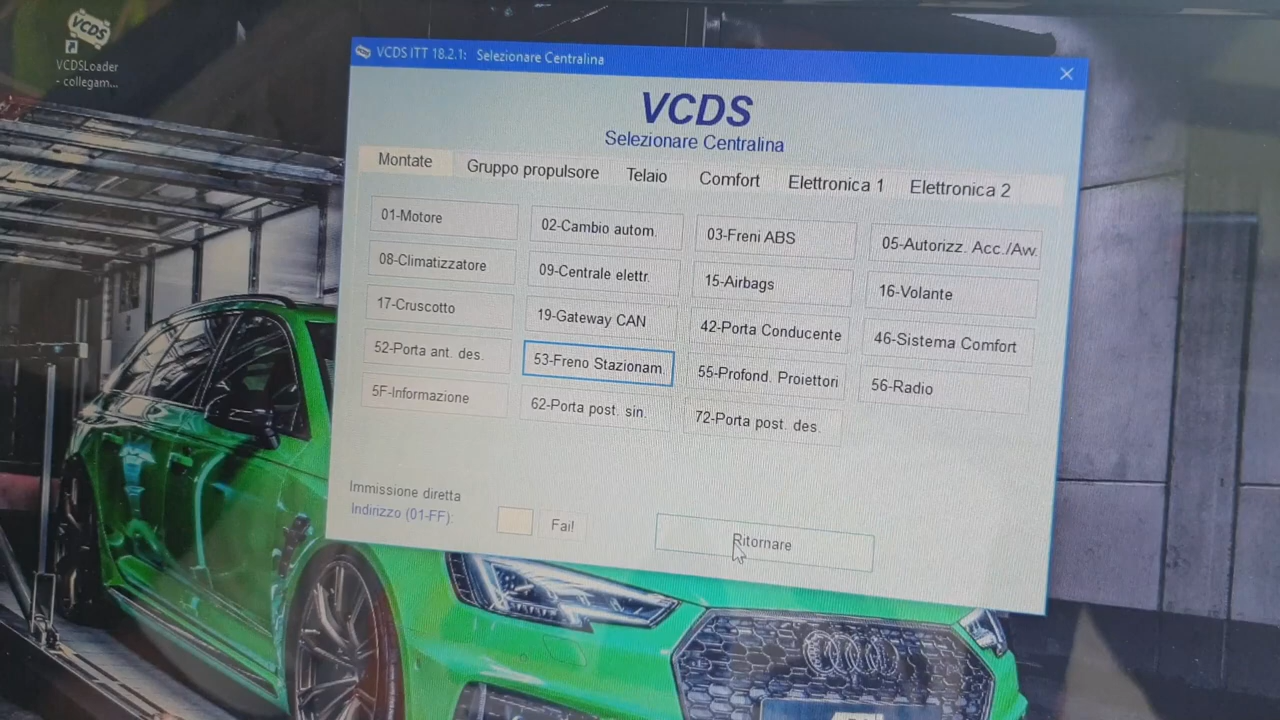 VCDS
VCDSLoader
- collegam...
VCDS ITT 18.2.1: Selezionare Centralina
VCDS
Selezionare Centralina
Montate Gruppo propulsore Telaio Comfort Elettronica 1 Elettronica 2
01-Motore 02-Cambio autom. 03-Freni ABS 05-Autorizz. Acc./Avv.
08-Climatizzatore 09-Centrale elettr. 15-Airbags 16-Volante
17-Cruscotto 19-Gateway CAN 42-Porta Conducente 46-Sistema Comfort
52-Porta ant. des. 53-Freno Stazionam. 55-Profond. Proiettori 56-Radio
5F-Informazione 62-Porta post. sin. 72-Porta post. des.
Immissione diretta
Indirizzo (01-FF): Fai! Ritornare